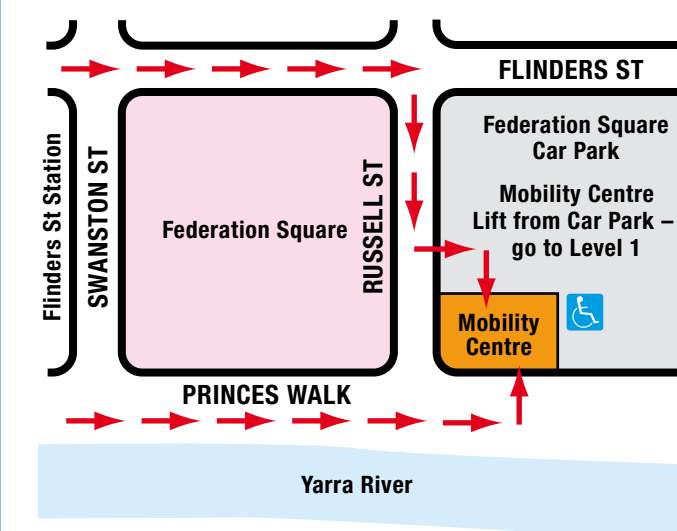 FLINDERS ST
Federation Square
Car Park
Mobility Centre
Lift from Car Park –
go to Level 1
Flinders St Station
SWANSTON ST
Federation Square
RUSSELL ST
Mobility
Centre
PRINCES WALK
Yarra River